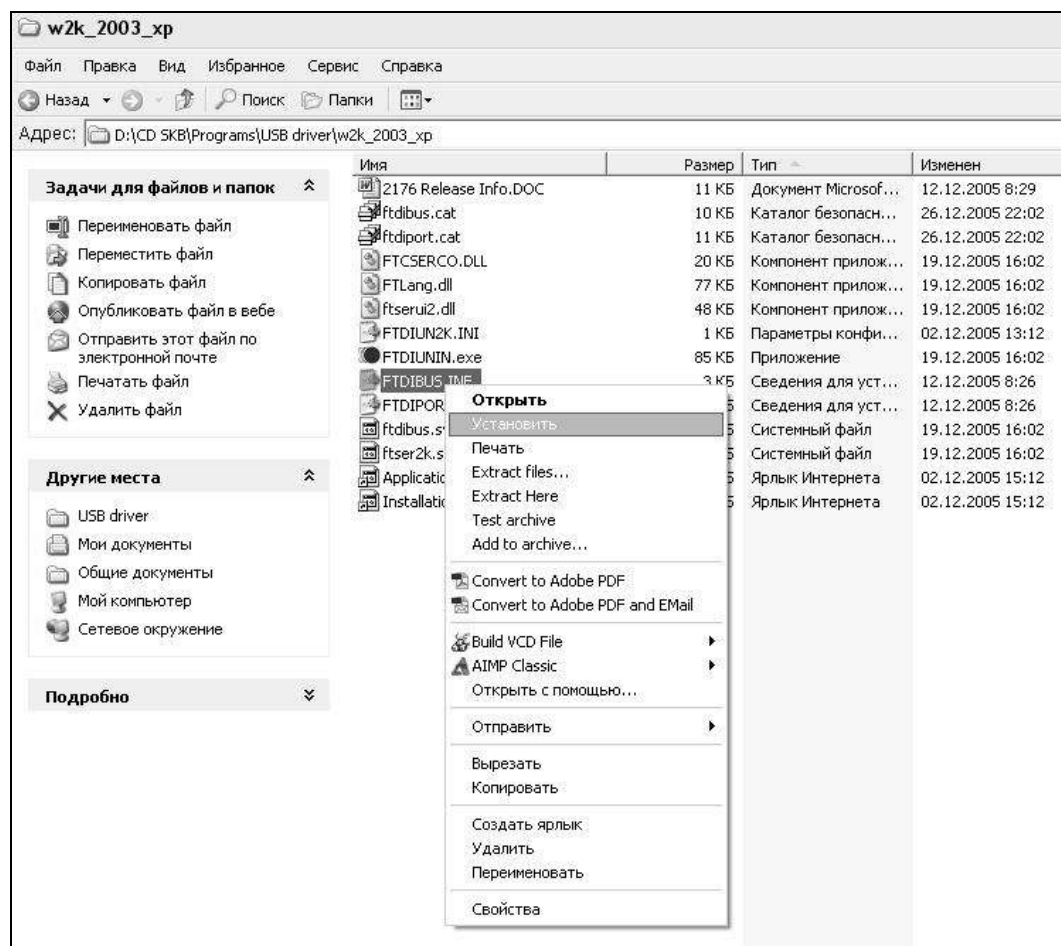 w2k_2003_xp
Файл Правка Вид Избранное Сервис Справка
Назад Поиск Папки
Адрес: D:\CD SKB\Programs\USB driver\w2k_2003_xp
Задачи для файлов и папок
Переименовать файл
Переместить файл
Копировать файл
Опубликовать файл в вебе
Отправить этот файл по
электронной почте
Печатать файл
Удалить файл
Другие места
USB driver
Мои документы
Общие документы
Мой компьютер
Сетевое окружение
Подробно
Имя Размер Тип Изменен
2176 Release Info.DOC 11 КБ Документ Microsof... 12.12.2005 8:29
ftdibus.cat 10 КБ Каталог безопасн... 26.12.2005 22:02
ftdiport.cat 11 КБ Каталог безопасн... 26.12.2005 22:02
FTCSERCO.DLL 20 КБ Компонент прилож... 19.12.2005 16:02
FTLang.dll 77 КБ Компонент прилож... 19.12.2005 16:02
ftserui2.dll 48 КБ Компонент прилож... 19.12.2005 16:02
FTDIUN2K.INI 1 КБ Параметры конфи... 02.12.2005 13:12
FTDIUNIN.exe 85 КБ Приложение 19.12.2005 16:02
FTDIBUS.INF 3 КБ Сведения для уст... 12.12.2005 8:26
FTDIPOR Сведения для уст... 12.12.2005 8:26
ftdibus.s Системный файл 19.12.2005 16:02
ftser2k.s Системный файл 19.12.2005 16:02
Applicatio Ярлык Интернета 02.12.2005 15:12
Installatio Ярлык Интернета 02.12.2005 15:12
Открыть
Установить
Печать
Extract files...
Extract Here
Test archive
Add to archive...
Convert to Adobe PDF
Convert to Adobe PDF and EMail
Build VCD File
AIMP Classic
Открыть с помощью...
Отправить
Вырезать
Копировать
Создать ярлык
Удалить
Переименовать
Свойства